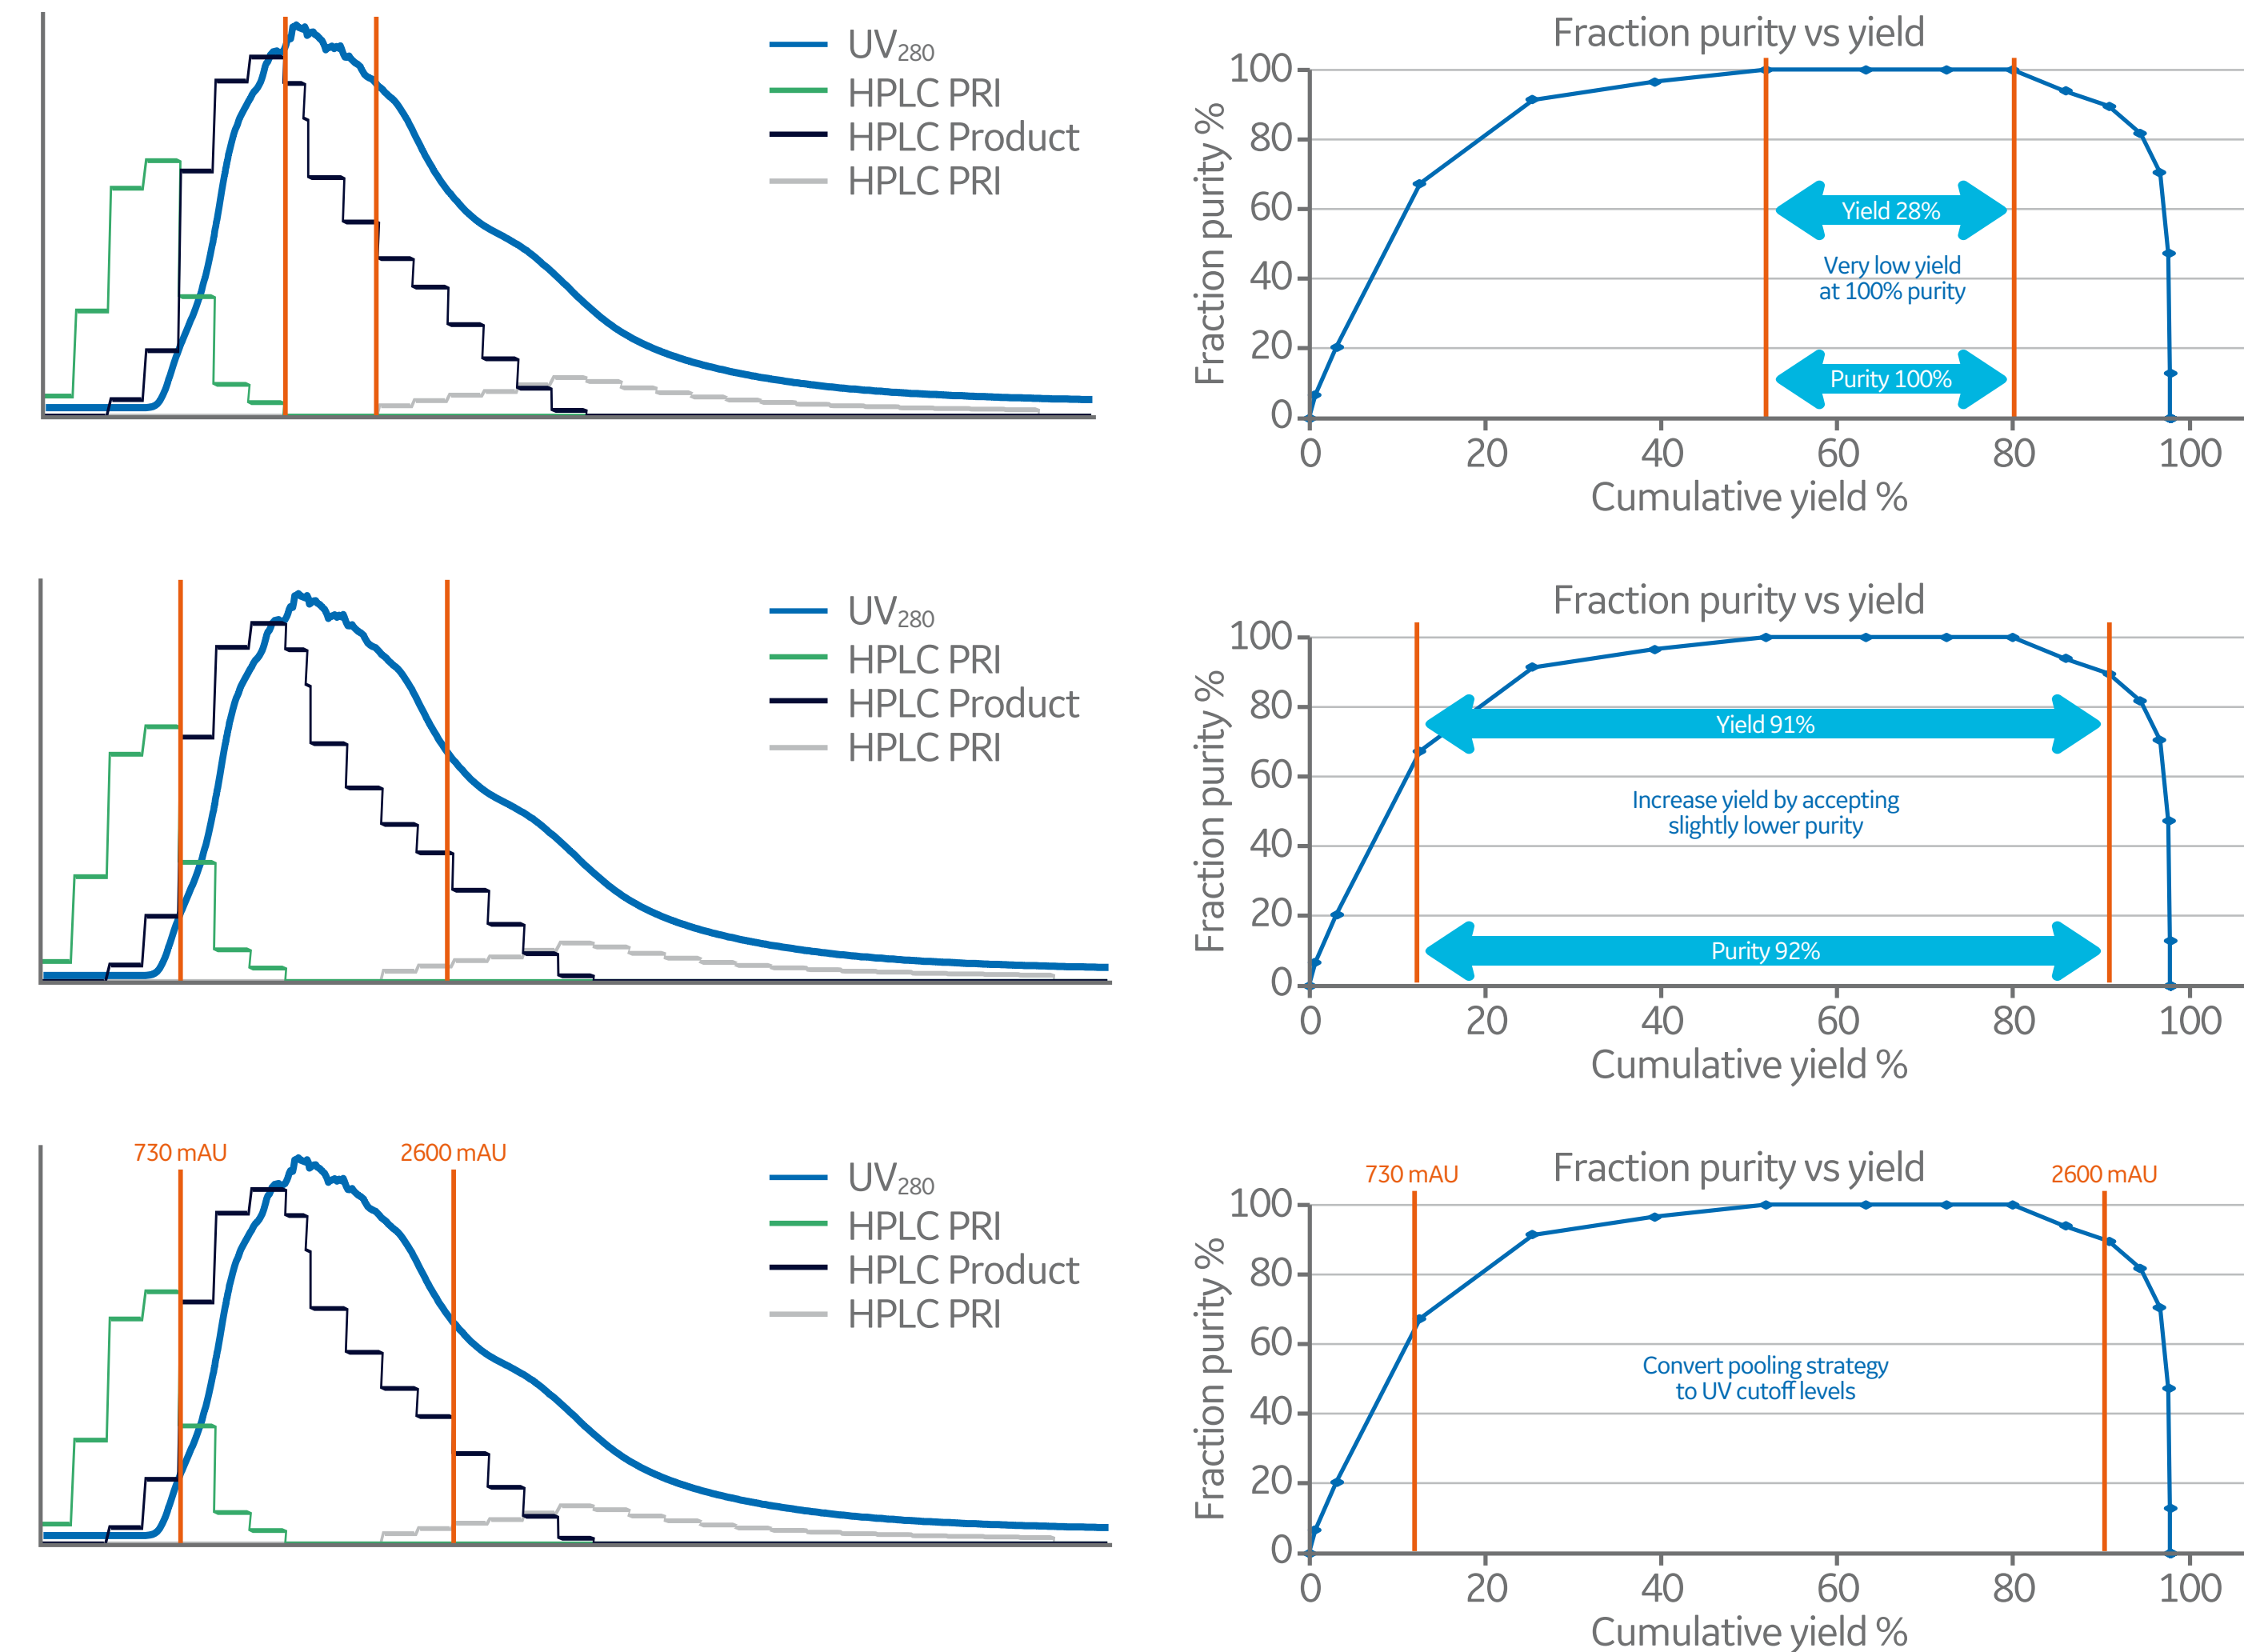 UV280
HPLC PRI
HPLC Product
HPLC PRI
Fraction purity vs yield
Fraction purity %
100
80
60
40
20
0
Yield 28%
Very low yield
at 100% purity
Purity 100%
0 20 40 60 80 100
Cumulative yield %
UV280
HPLC PRI
HPLC Product
HPLC PRI
Fraction purity vs yield
Fraction purity %
100
80
60
40
20
0
Yield 91%
Increase yield by accepting
slightly lower purity
Purity 92%
0 20 40 60 80 100
Cumulative yield %
730 mAU 2600 mAU
UV280
HPLC PRI
HPLC Product
HPLC PRI
Fraction purity vs yield
730 mAU 2600 mAU
Fraction purity %
100
80
60
40
20
0
Convert pooling strategy
to UV cutoff levels
0 20 40 60 80 100
Cumulative yield %